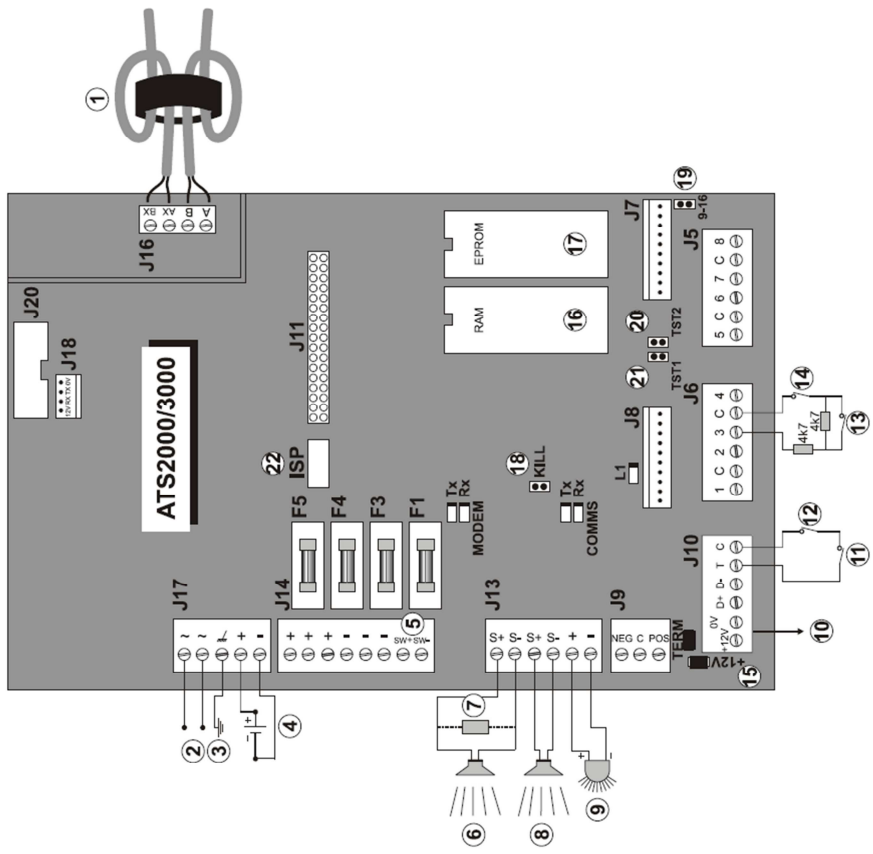 1
J16
BX
AX
B
A
J20
J18
12V RX TX 0V
ATS2000/3000
J11
EPROM
17
RAM
16
J7
19
9-16
J5
5 C 6 7 C 8
20
TST2
21
TST1
22
ISP
18
KILL
J8
L1
J6
1 C 2 3 C 4
14
4k7
4k7
13
F5
F4
F3
F1
Tx
Rx
MODEM
Tx
Rx
COMMS
J17
~
~
+
-
2
3
+
-
4
J14
+
+
+
-
-
-
SW+
SW-
5
J13
S+
S-
S+
S-
+
-
7
6
8
+
-
9
J9
NEG
C
POS
TERM
+12V
15
J10
+12V 0V D+ D- T C
12
11
10